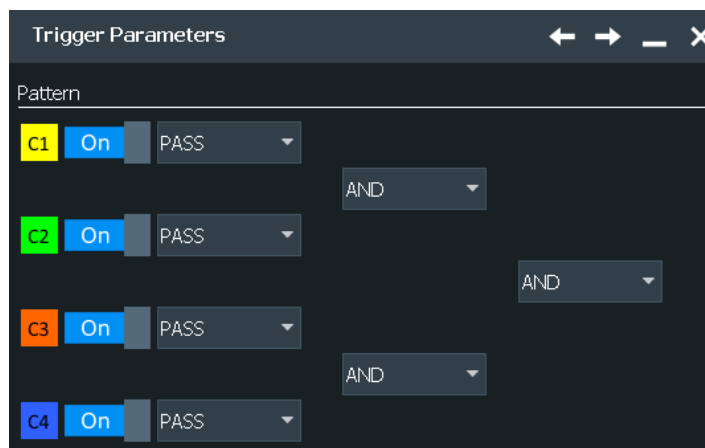 Trigger Parameters
Pattern
C1 On PASS
AND
C2 On PASS
AND
C3 On PASS
AND
C4 On PASS